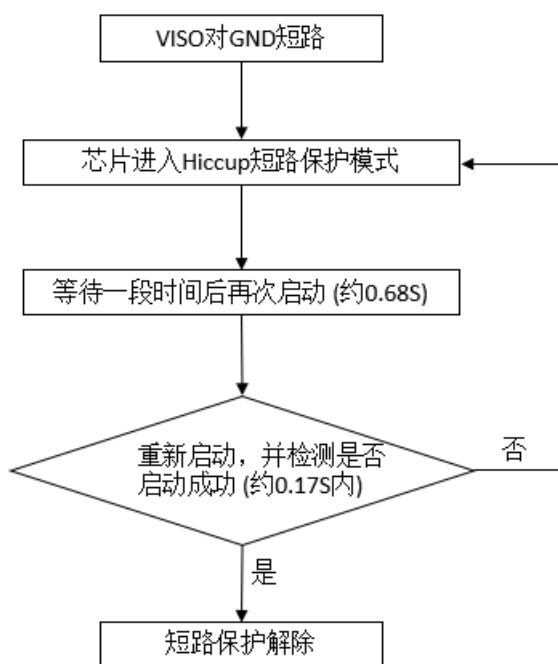 VISO对GND短路
芯片进入Hiccup短路保护模式
等待一段时间后再次启动 (约0.68S)
重新启动，并检测是否
启动成功 (约0.17S内)
否
是
短路保护解除